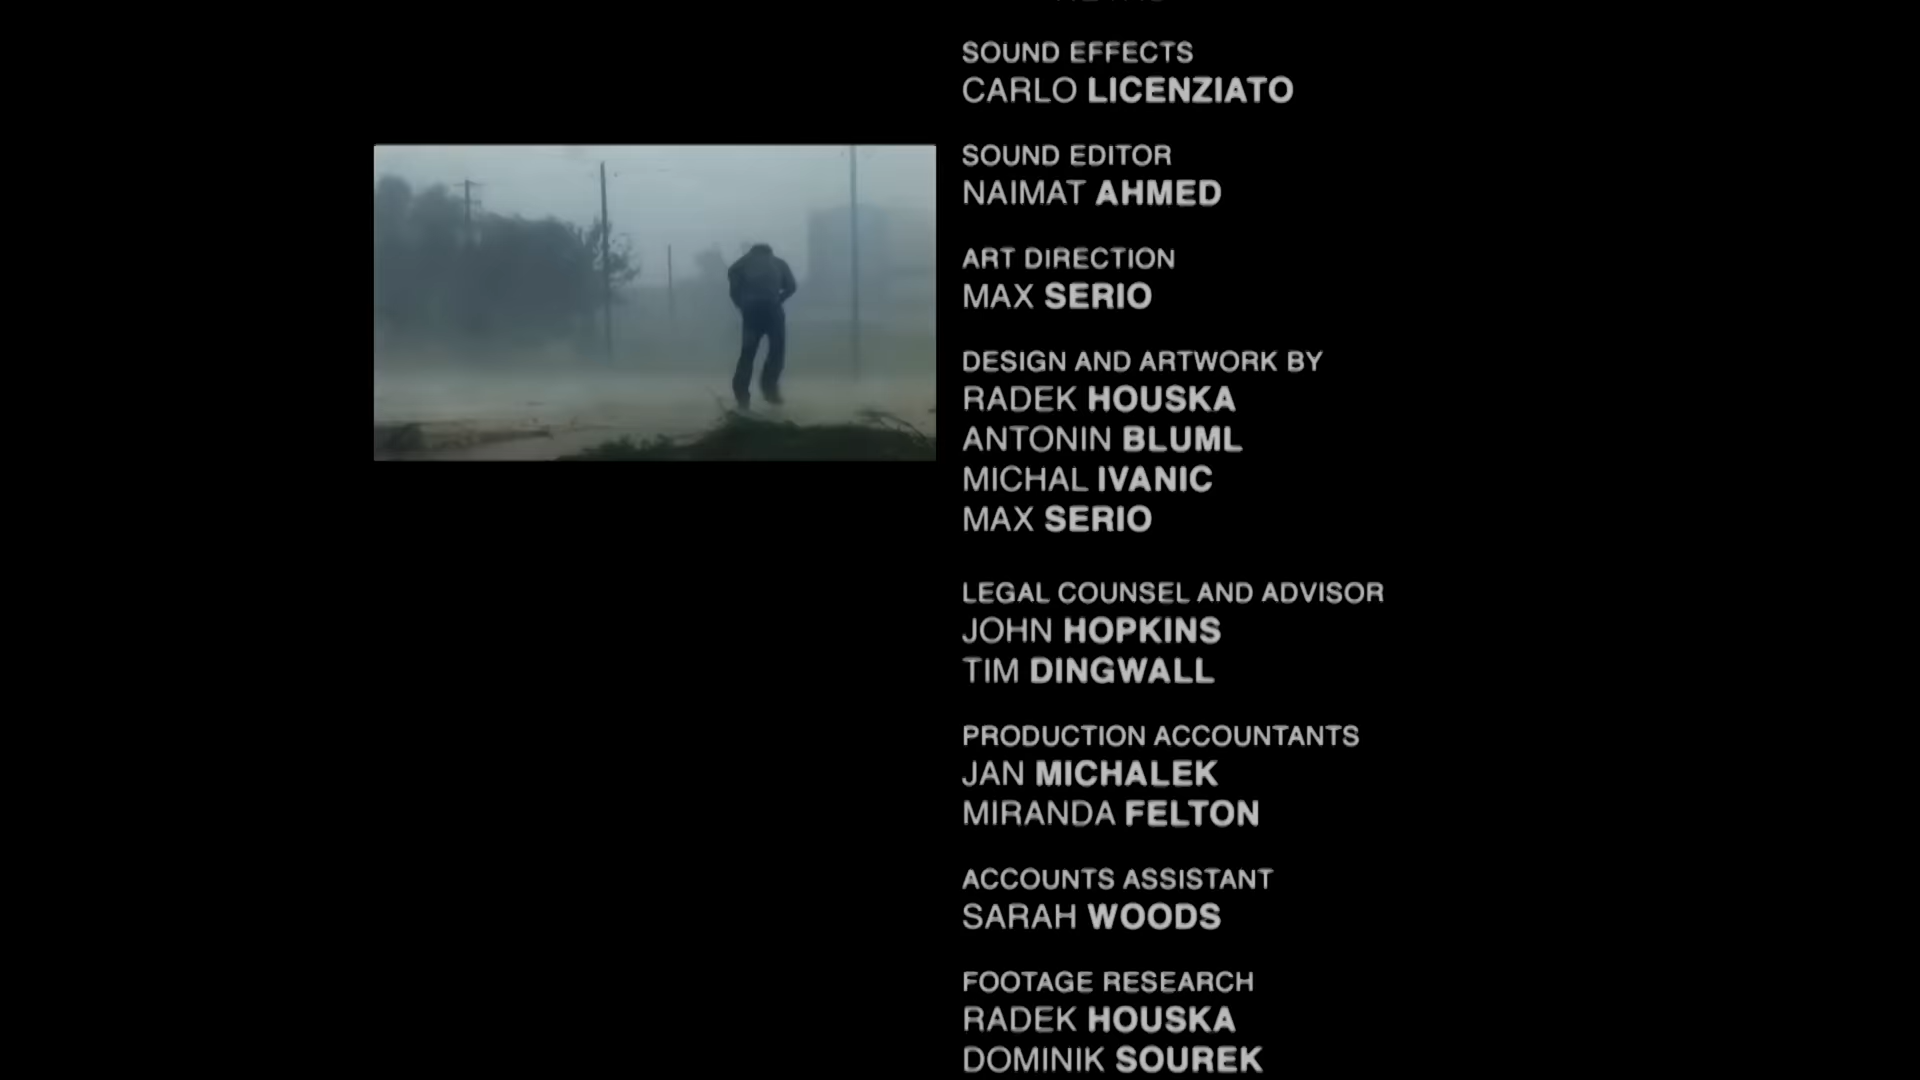 SOUND EFFECTS
CARLO LICENZIATO
SOUND EDITOR
NAIMAT AHMED
ART DIRECTION
MAX SERIO
DESIGN AND ARTWORK BY
RADEK HOUSKA
ANTONIN BLUML
MICHAL IVANIC
MAX SERIO
LEGAL COUNSEL AND ADVISOR
JOHN HOPKINS
TIM DINGWALL
PRODUCTION ACCOUNTANTS
JAN MICHALEK
MIRANDA FELTON
ACCOUNTS ASSISTANT
SARAH WOODS
FOOTAGE RESEARCH
RADEK HOUSKA
DOMINIK SOUREK